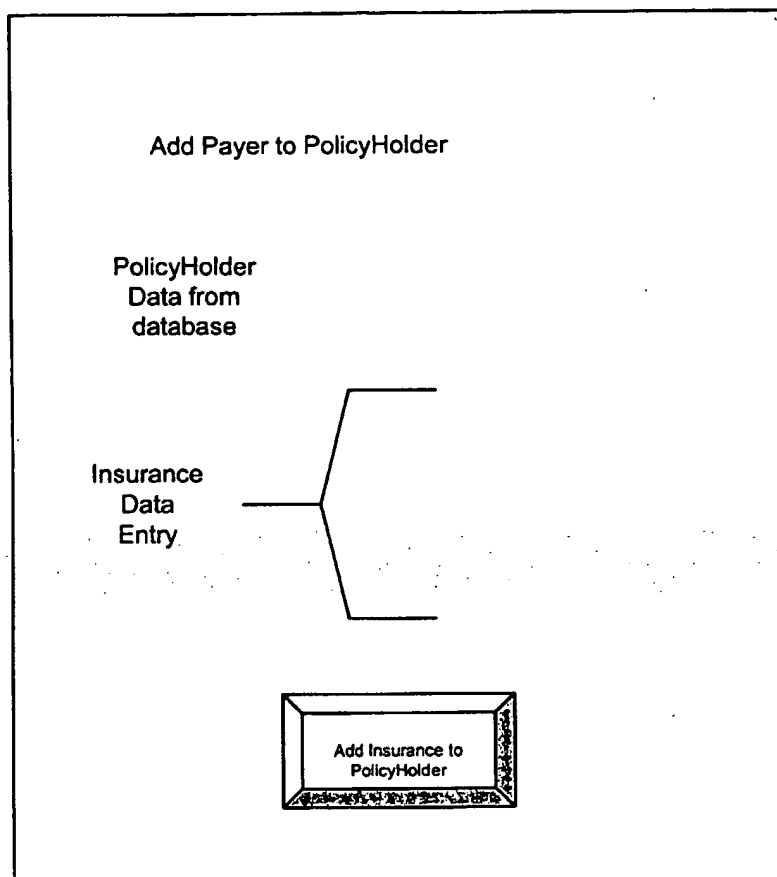 Add Payer to PolicyHolder
PolicyHolder
Data from
database
Insurance
Data
Entry
Add Insurance to
PolicyHolder